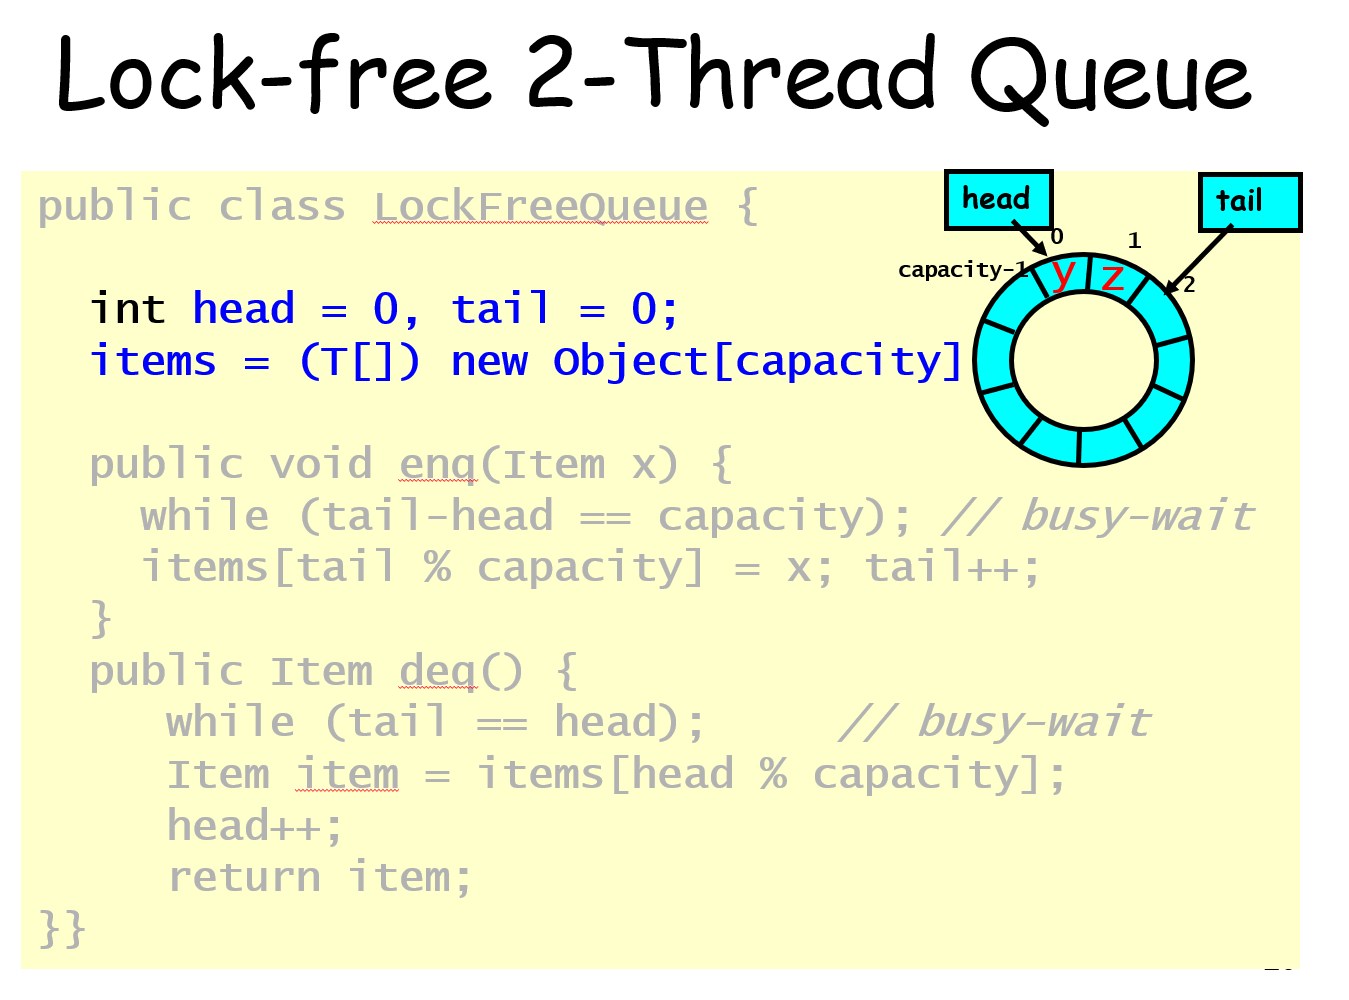 Lock-free 2-Thread Queue
public class LockFreeQueue {
head
tail
0
1
capacity-1
y
z
2
int head = 0, tail = 0;
items = (T[]) new Object[capacity]
public void enq(Item x) {
while (tail-head == capacity); // busy-wait
items[tail % capacity] = x; tail++;
}
public Item deq() {
while (tail == head); // busy-wait
Item item = items[head % capacity];
head++;
return item;
}}